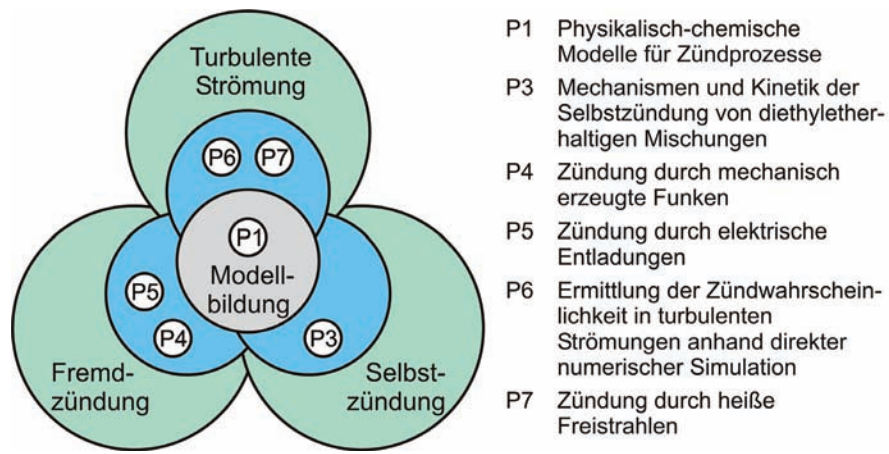 Turbulente
Strömung
P6 P7
P1
Modell-
bildung
P5
P4
P3
Fremd-
zündung
Selbst-
zündung
P1 Physikalisch-chemische
Modelle für Zündprozesse
P3 Mechanismen und Kinetik der
Selbstzündung von diethylether-
haltigen Mischungen
P4 Zündung durch mechanisch
erzeugte Funken
P5 Zündung durch elektrische
Entladungen
P6 Ermittlung der Zündwahrschein-
lichkeit in turbulenten
Strömungen anhand direkter
numerischer Simulation
P7 Zündung durch heiße
Freistrahlen